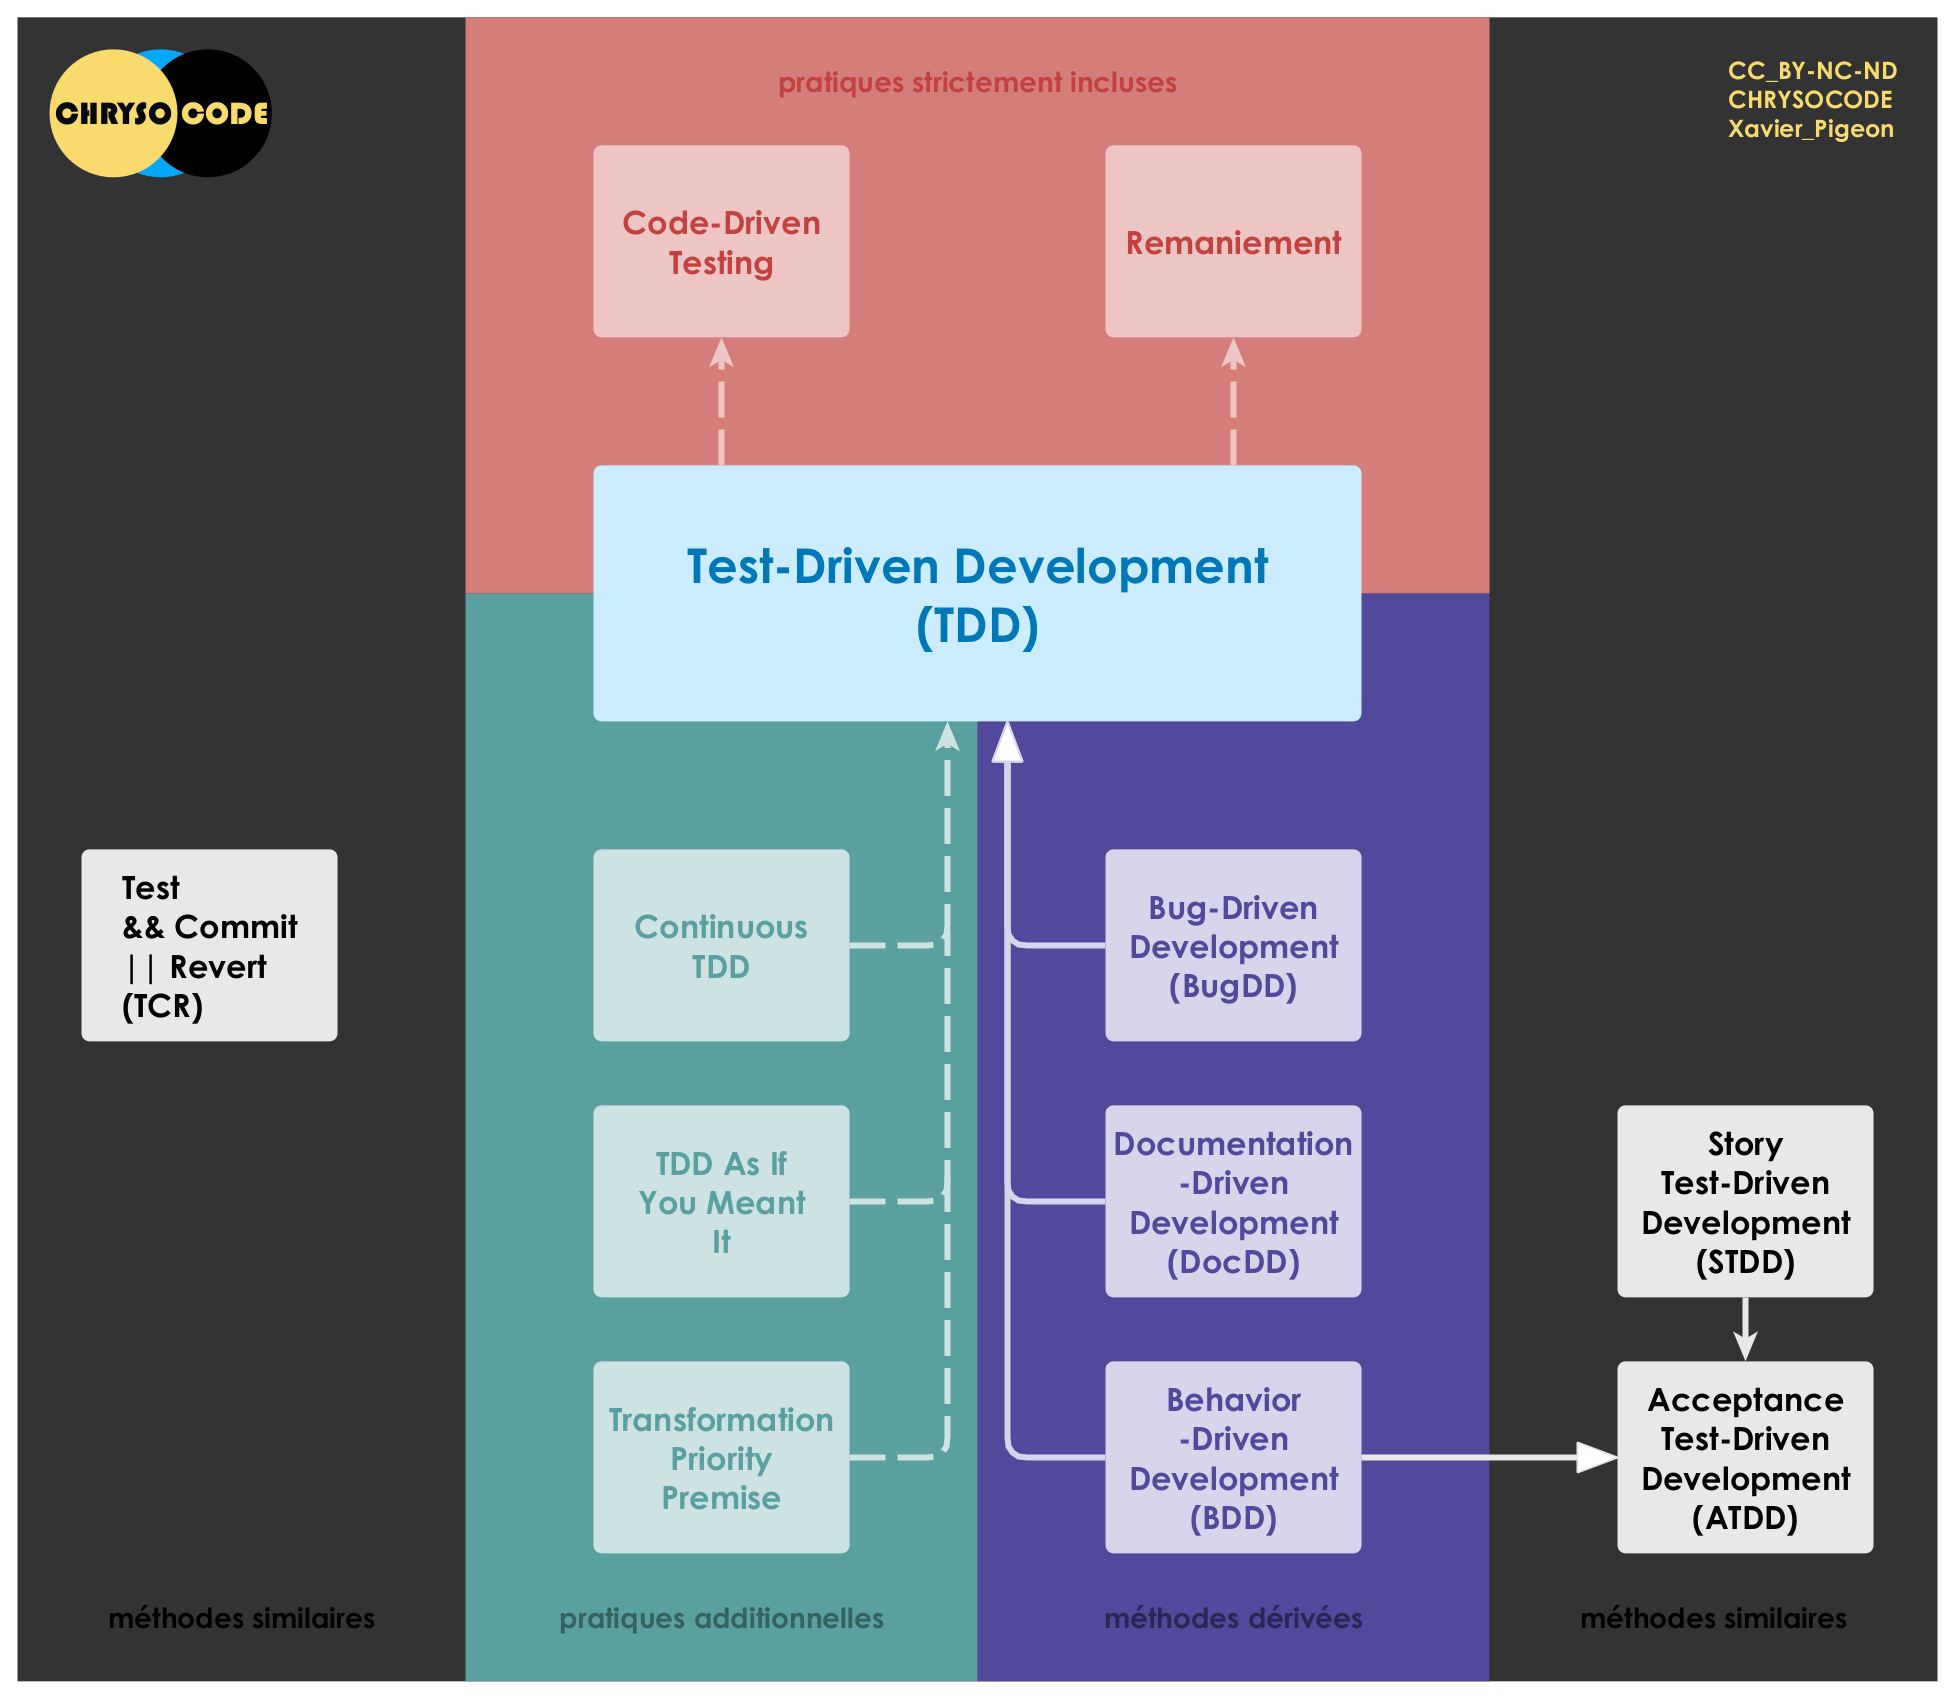 CHRYSO CODE
CC_BY-NC-ND
CHRYSOCODE
Xavier_Pigeon
pratiques strictement incluses
Code-Driven
Testing
Remaniement
Test-Driven Development
(TDD)
Test
&& Commit
|| Revert
(TCR)
Continuous
TDD
Bug-Driven
Development
(BugDD)
TDD As If
You Meant
It
Documentation
-Driven
Development
(DocDD)
Story
Test-Driven
Development
(STDD)
Transformation
Priority
Premise
Behavior
-Driven
Development
(BDD)
Acceptance
Test-Driven
Development
(ATDD)
méthodes similaires
pratiques additionnelles
méthodes dérivées
méthodes similaires